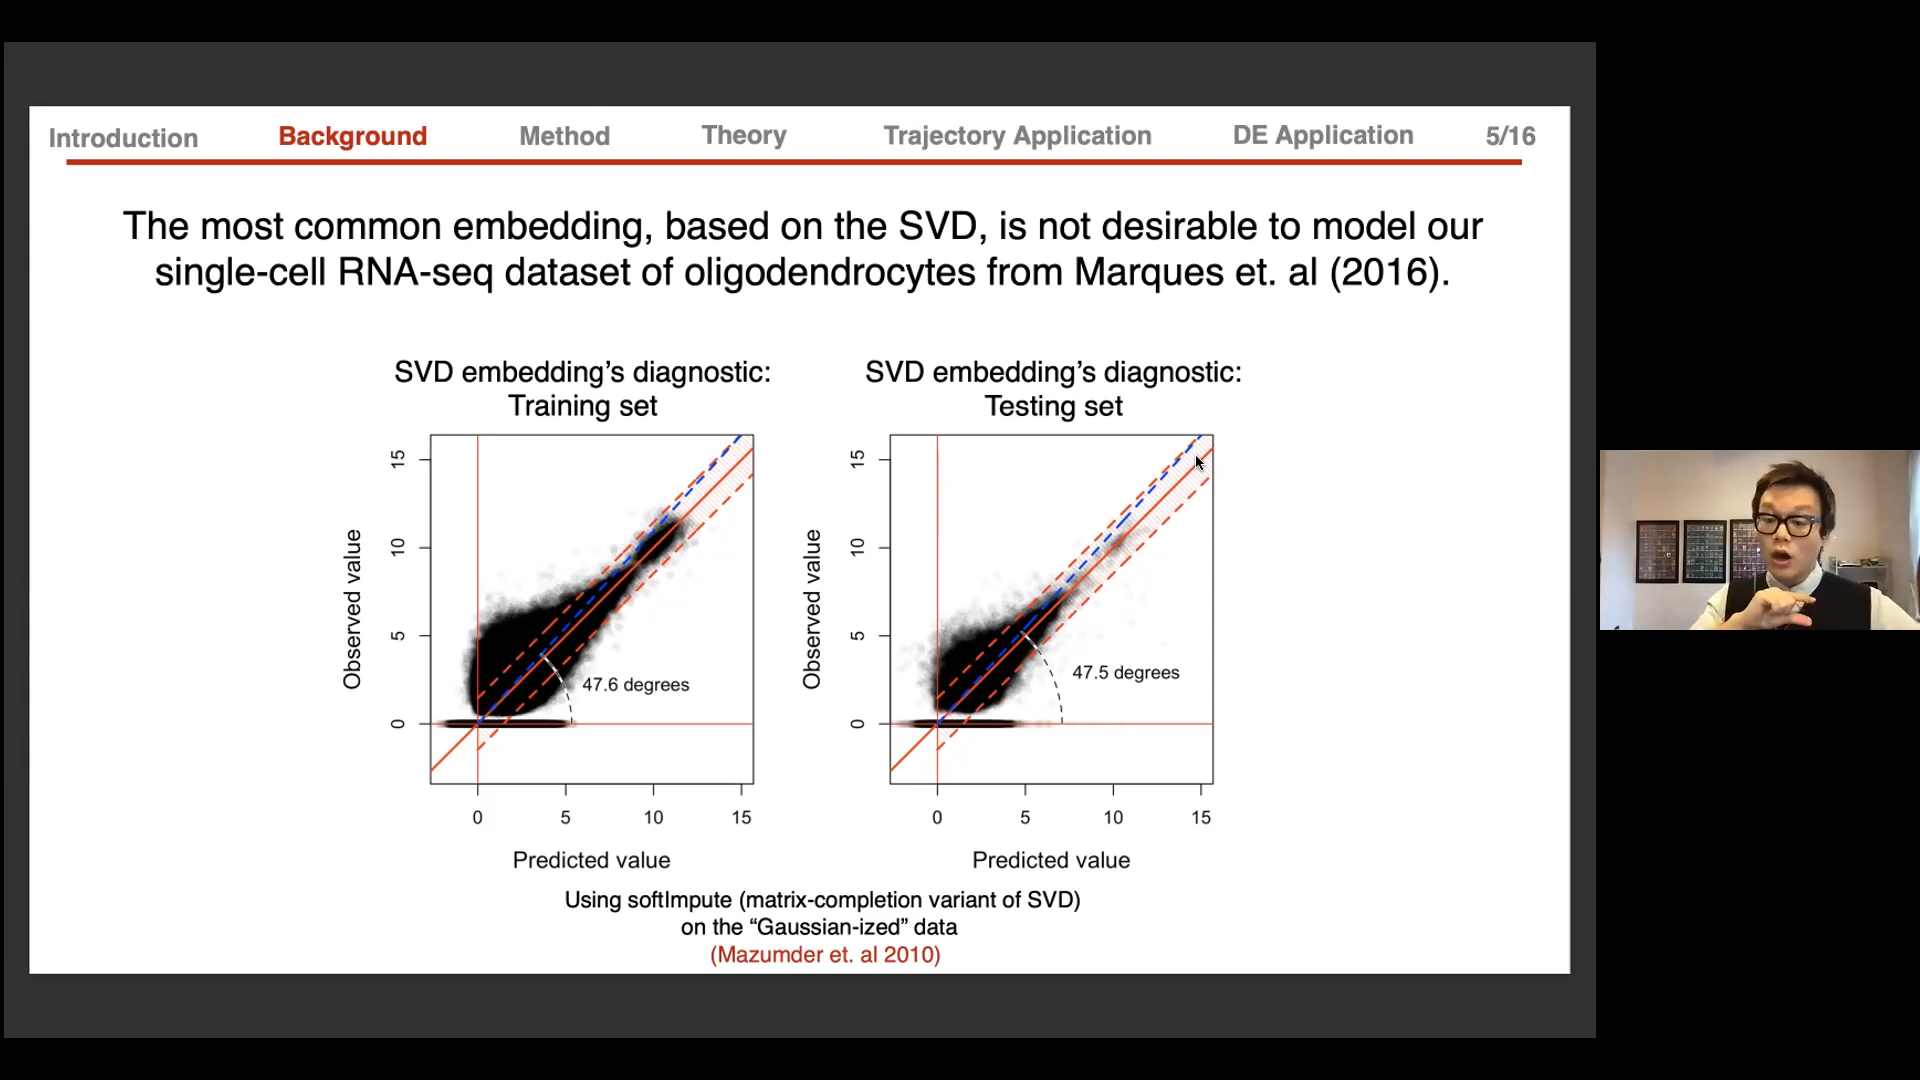 Introduction Background Method Theory Trajectory Application DE Application 5/16
The most common embedding, based on the SVD, is not desirable to model our
single-cell RNA-seq dataset of oligodendrocytes from Marques et. al (2016).
SVD embedding's diagnostic:
Training set
Observed value
15
10
5
0
47.6 degrees
0 5 10 15
Predicted value
SVD embedding's diagnostic:
Testing set
Observed value
15
10
5
0
47.5 degrees
0 5 10 15
Predicted value
Using softImpute (matrix-completion variant of SVD)
on the “Gaussian-ized” data
(Mazumder et. al 2010)